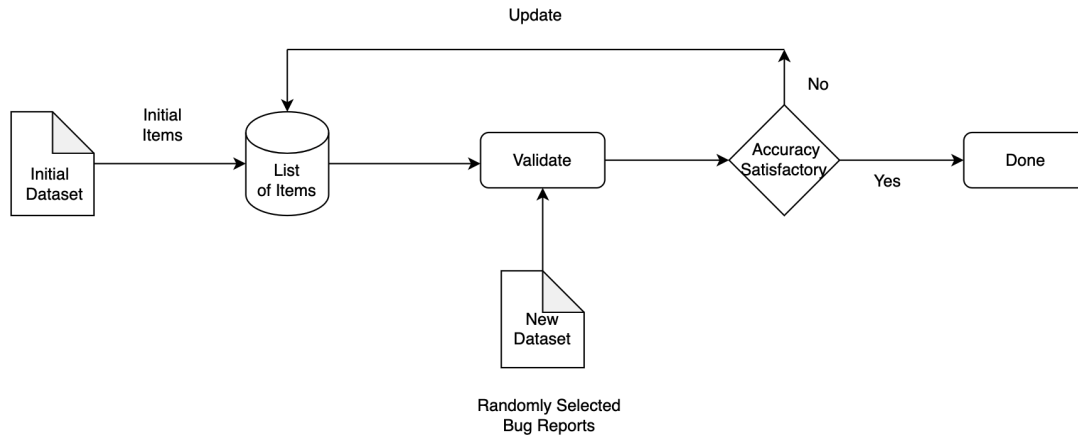 Update
No
Initial
Items
Initial
Dataset
List
of Items
Validate
Accuracy
Satisfactory
Yes
Done
New
Dataset
Randomly Selected
Bug Reports